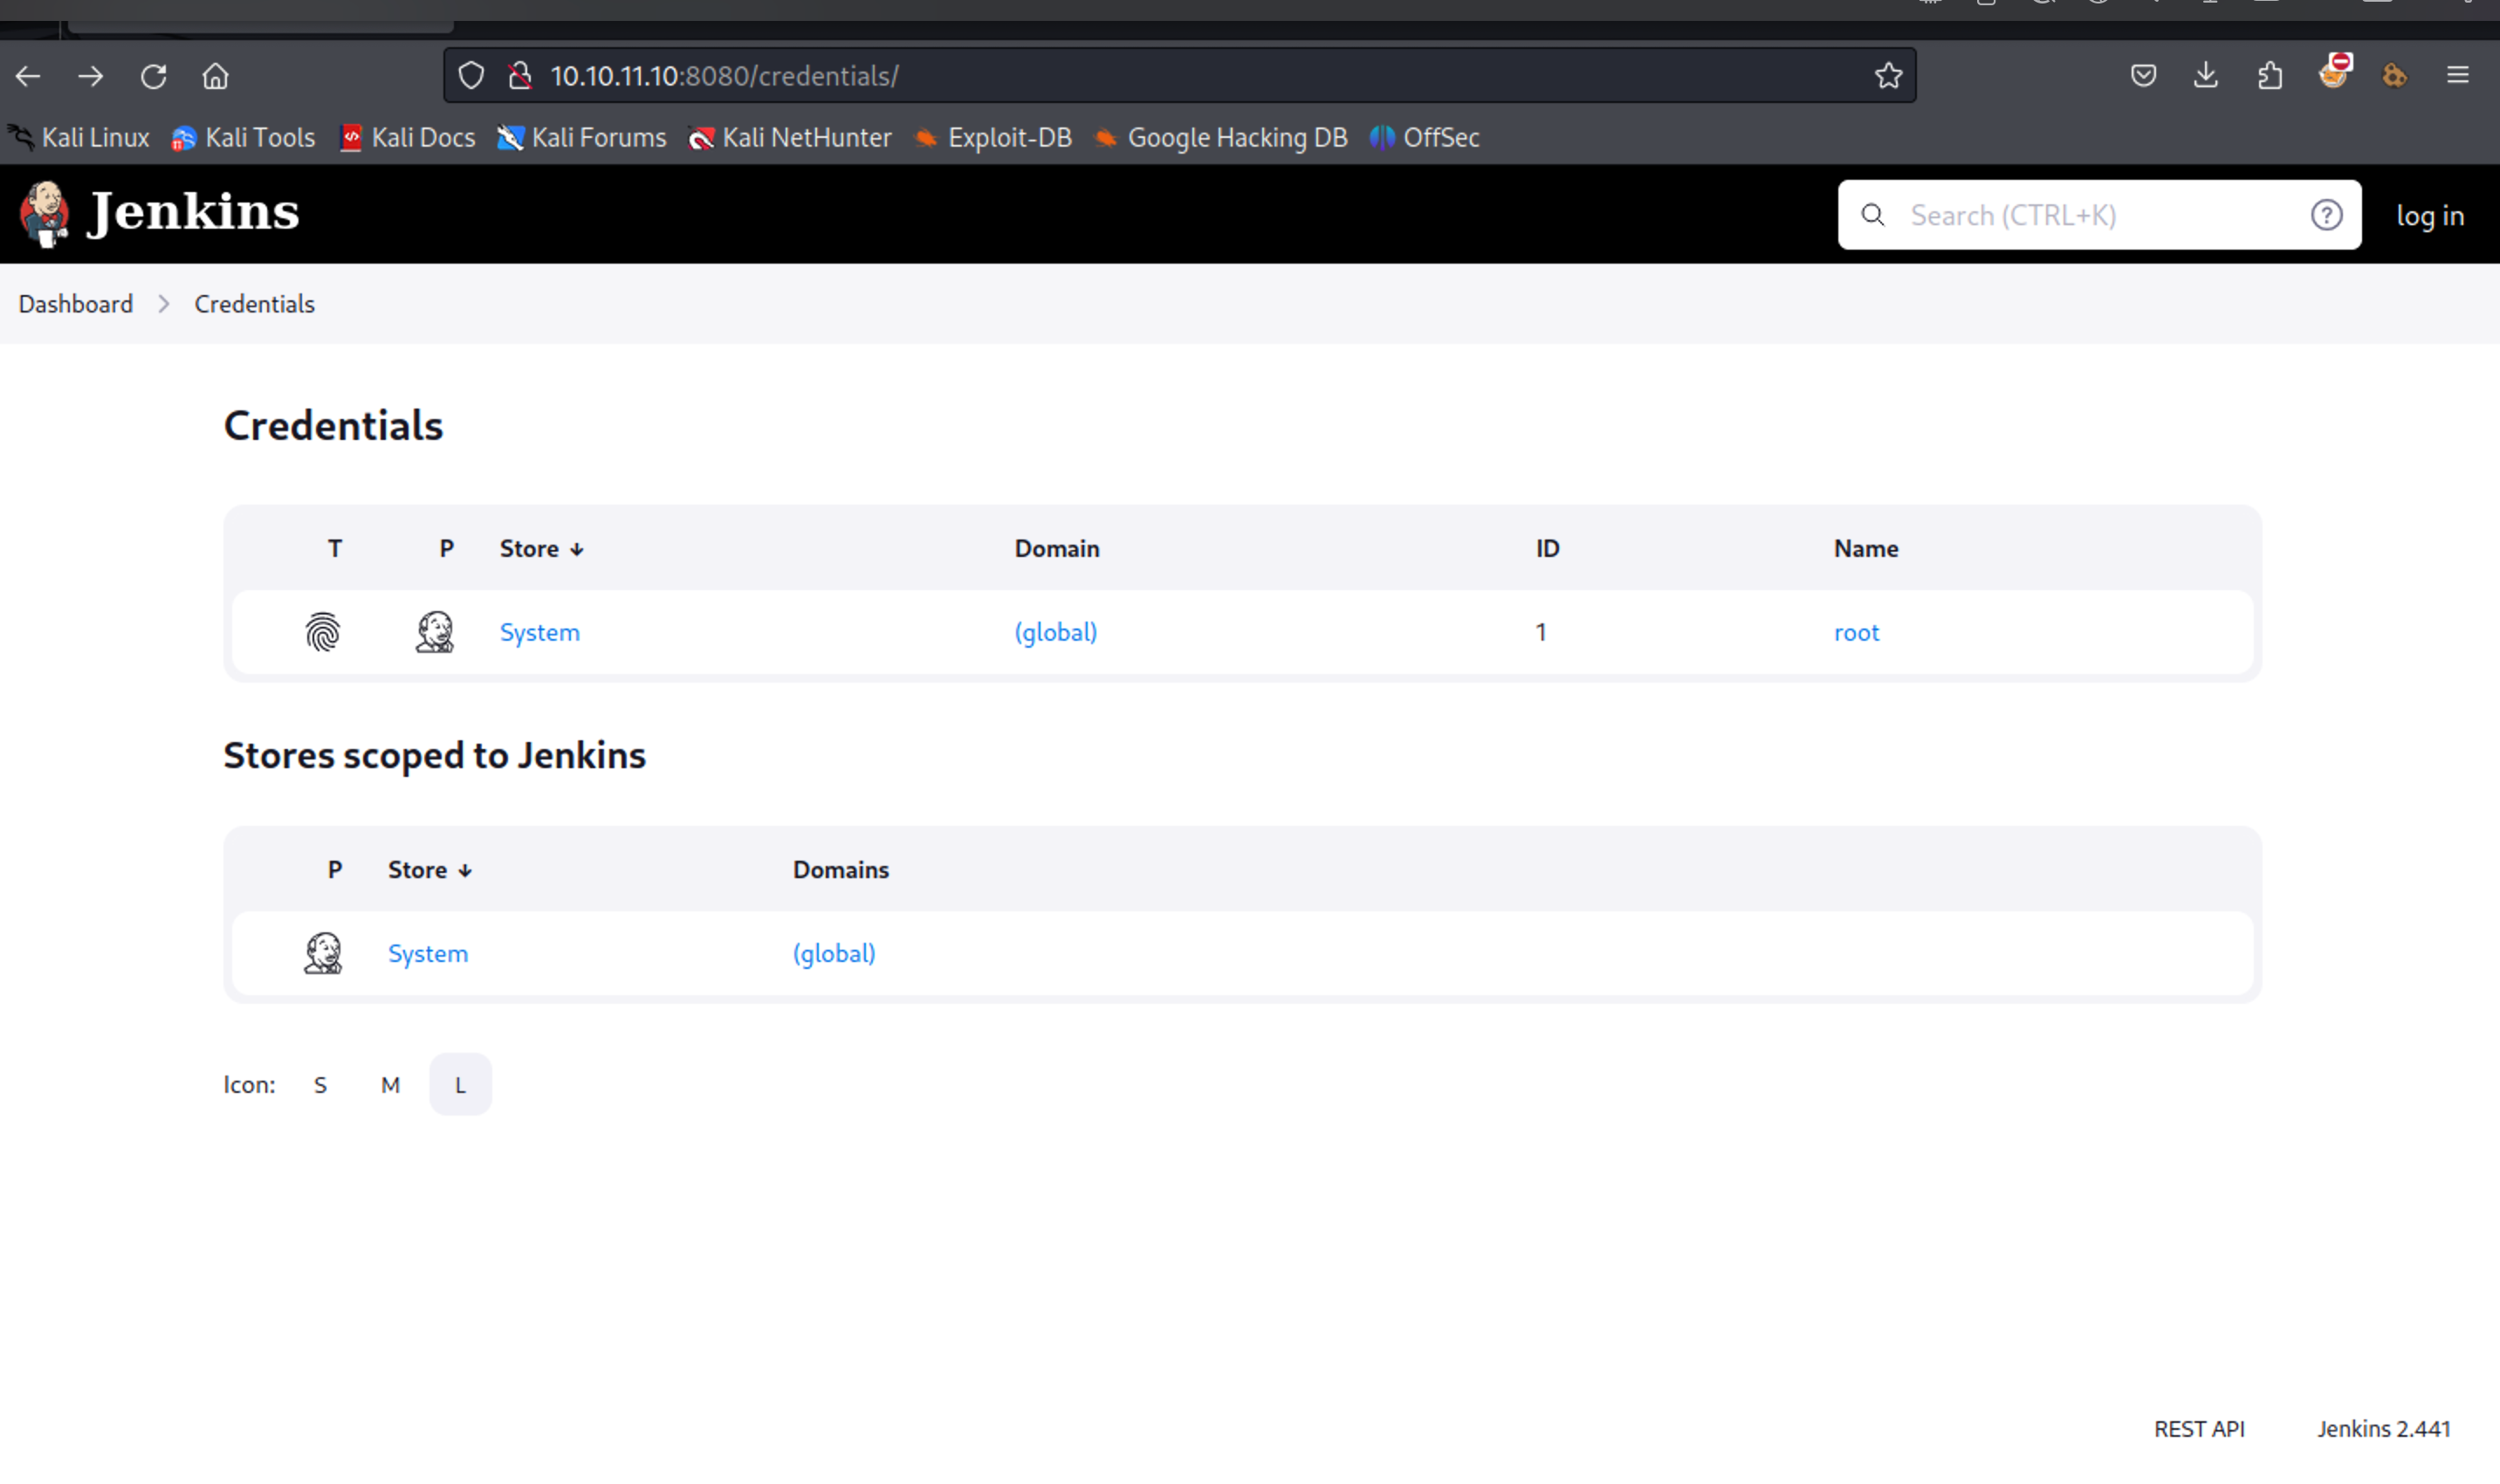 10.10.11.10:8080/credentials/
Kali Linux Kali Tools Kali Docs Kali Forums Kali NetHunter Exploit-DB Google Hacking DB OffSec
Jenkins Search (CTRL+K) log in
Dashboard Credentials
Credentials
T P Store ↓ Domain ID Name
System (global) 1 root
Stores scoped to Jenkins
P Store ↓ Domains
System (global)
Icon: S M L
REST API Jenkins 2.441